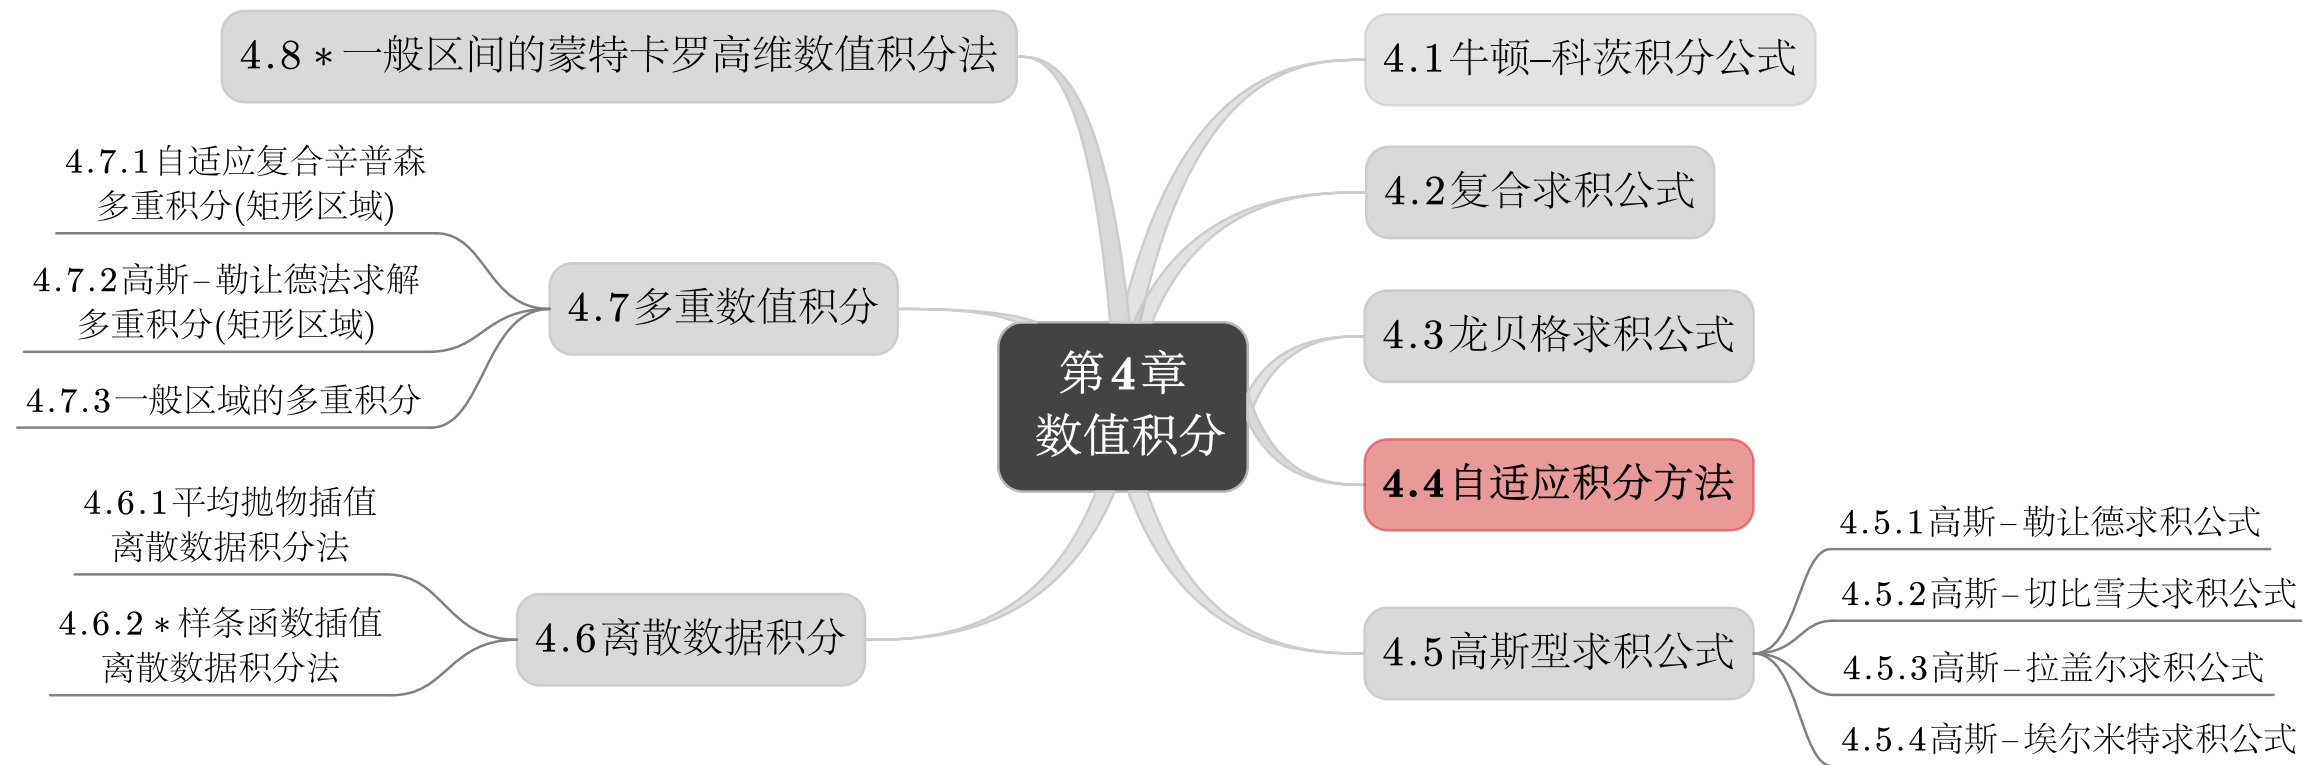 第4章
数值积分
4.1牛顿–科茨积分公式
4.2复合求积公式
4.3龙贝格求积公式
4.4自适应积分方法
4.5高斯型求积公式
4.5.1高斯–勒让德求积公式
4.5.2高斯–切比雪夫求积公式
4.5.3高斯–拉盖尔求积公式
4.5.4高斯–埃尔米特求积公式
4.6离散数据积分
4.6.1平均抛物插值
离散数据积分法
4.6.2*样条函数插值
离散数据积分法
4.7多重数值积分
4.7.1自适应复合辛普森
多重积分(矩形区域)
4.7.2高斯–勒让德法求解
多重积分(矩形区域)
4.7.3一般区域的多重积分
4.8*一般区间的蒙特卡罗高维数值积分法